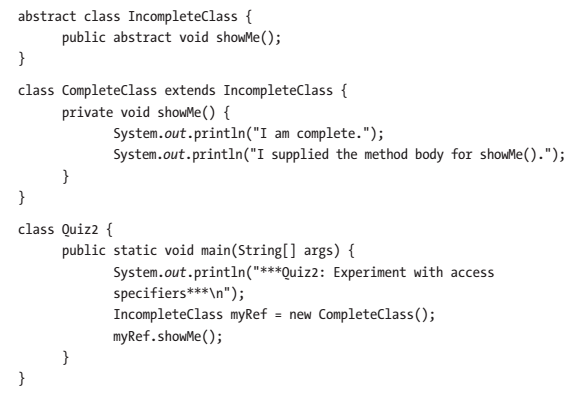 abstract class IncompleteClass {
public abstract void showMe();
}
class CompleteClass extends IncompleteClass {
private void showMe() {
System.out.println("I am complete.");
System.out.println("I supplied the method body for showMe().");
}
}
class Quiz2 {
public static void main(String[] args) {
System.out.println("***Quiz2: Experiment with access
specifiers***\n");
IncompleteClass myRef = new CompleteClass();
myRef.showMe();
}
}